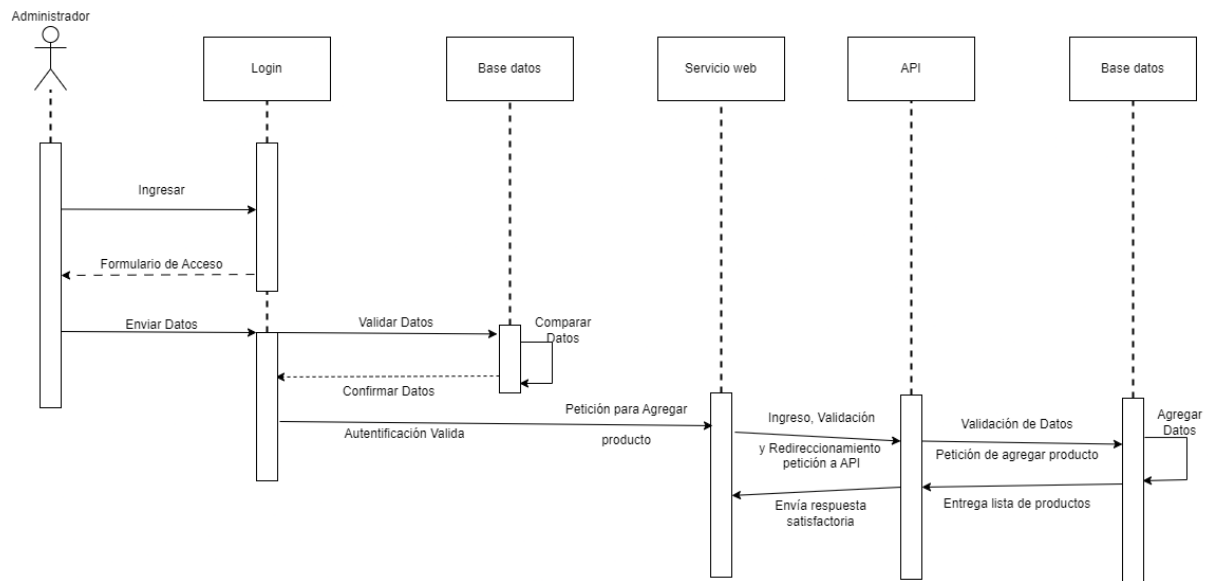 Administrador
Login
Base datos
Servicio web
API
Base datos
Ingresar
Formulario de Acceso
Enviar Datos
Validar Datos
Comparar
Datos
Confirmar Datos
Petición para Agregar
producto
Autentificación Valida
Ingreso, Validación
y Redireccionamiento
petición a API
Validación de Datos
Petición de agregar producto
Agregar
Datos
Envía respuesta
satisfactoria
Entrega lista de productos